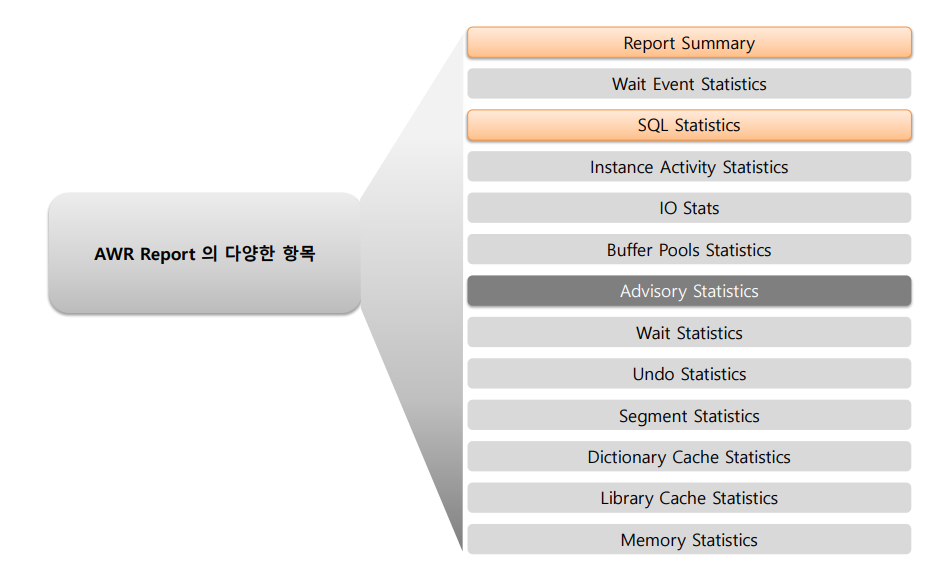 AWR Report 의 다양한 항목
Report Summary
Wait Event Statistics
SQL Statistics
Instance Activity Statistics
IO Stats
Buffer Pools Statistics
Advisory Statistics
Wait Statistics
Undo Statistics
Segment Statistics
Dictionary Cache Statistics
Library Cache Statistics
Memory Statistics